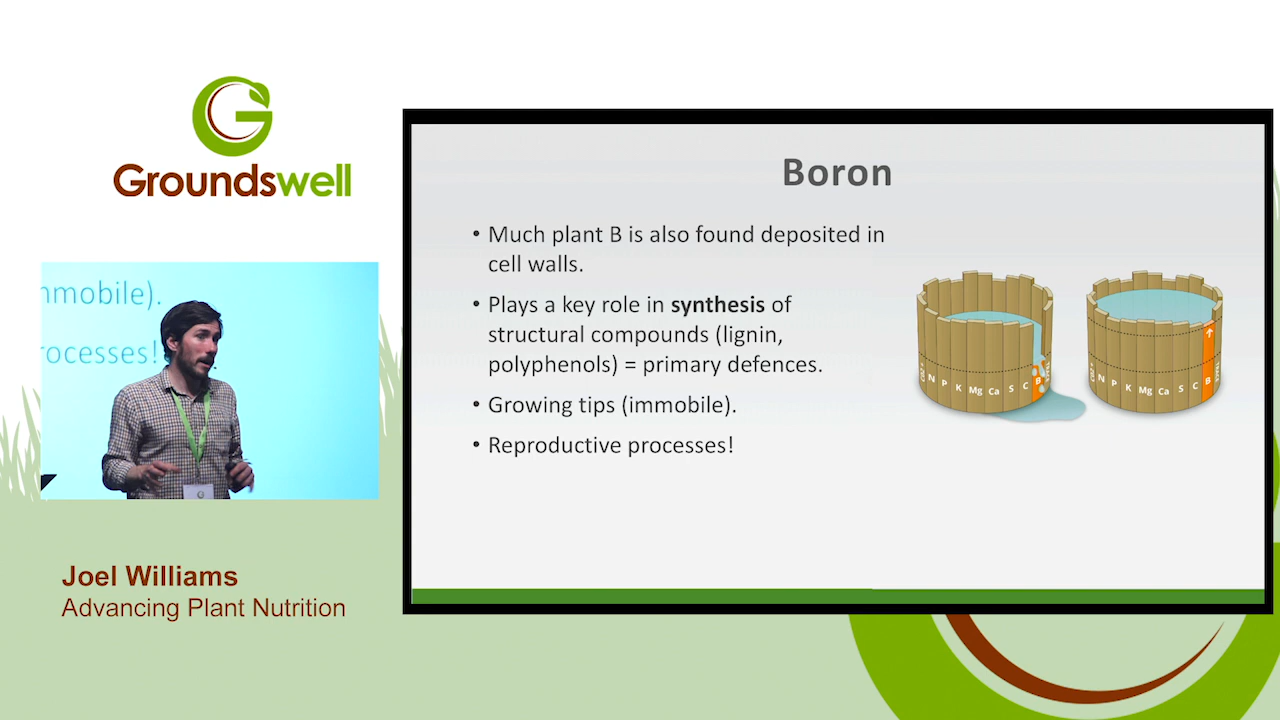 Groundswell
Boron
• Much plant B is also found deposited in
cell walls.
• Plays a key role in synthesis of
structural compounds (lignin,
polyphenols) = primary defences.
• Growing tips (immobile).
• Reproductive processes!
N P K Mg Ca S C B
N P K Mg Ca S C B
mmobile).
rocesses!
Joel Williams
Advancing Plant Nutrition